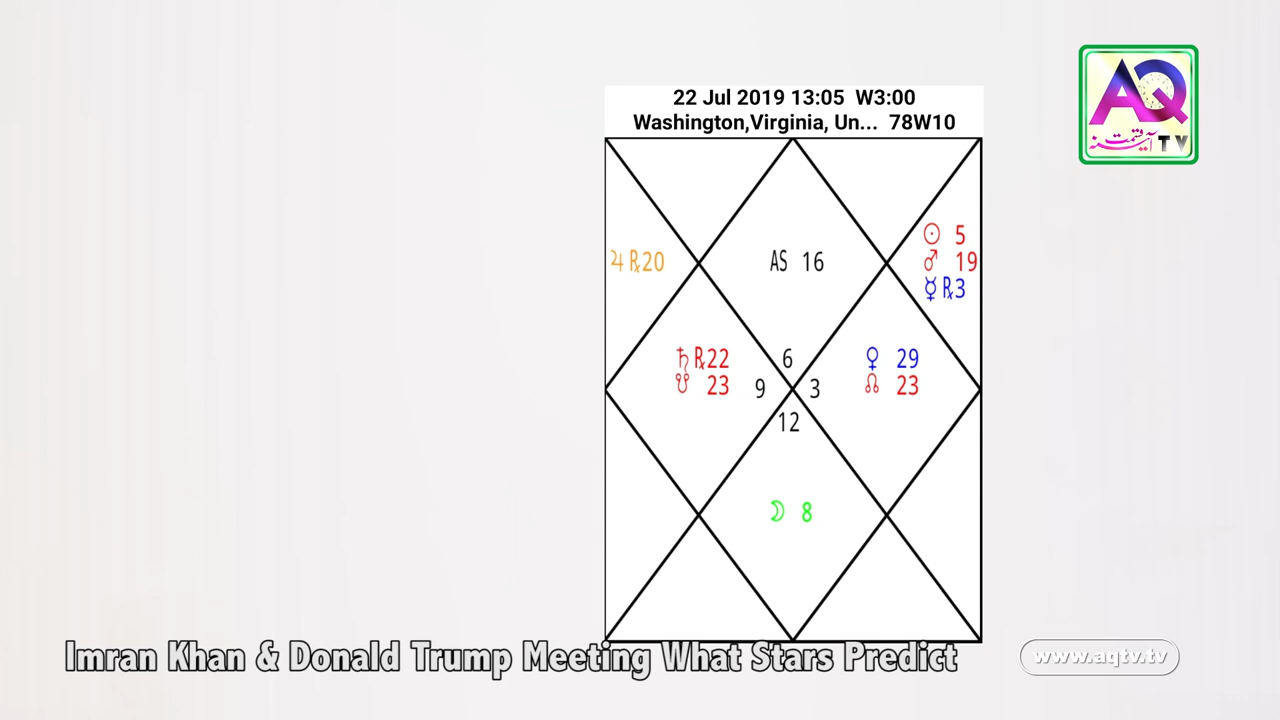 22 Jul 2019 13:05 W3:00
Washington,Virginia, Un... 78W10
AQ
آئینہ قسمت TV
☉ 5
♃ ℞20
AS 16
♂ 19
☿ ℞3
♄ ℞22
6
♀ 29
☋ 23
9
3
☊ 23
12
☽ 8
Imran Khan & Donald Trump Meeting What Stars Predict
www.aqtv.tv